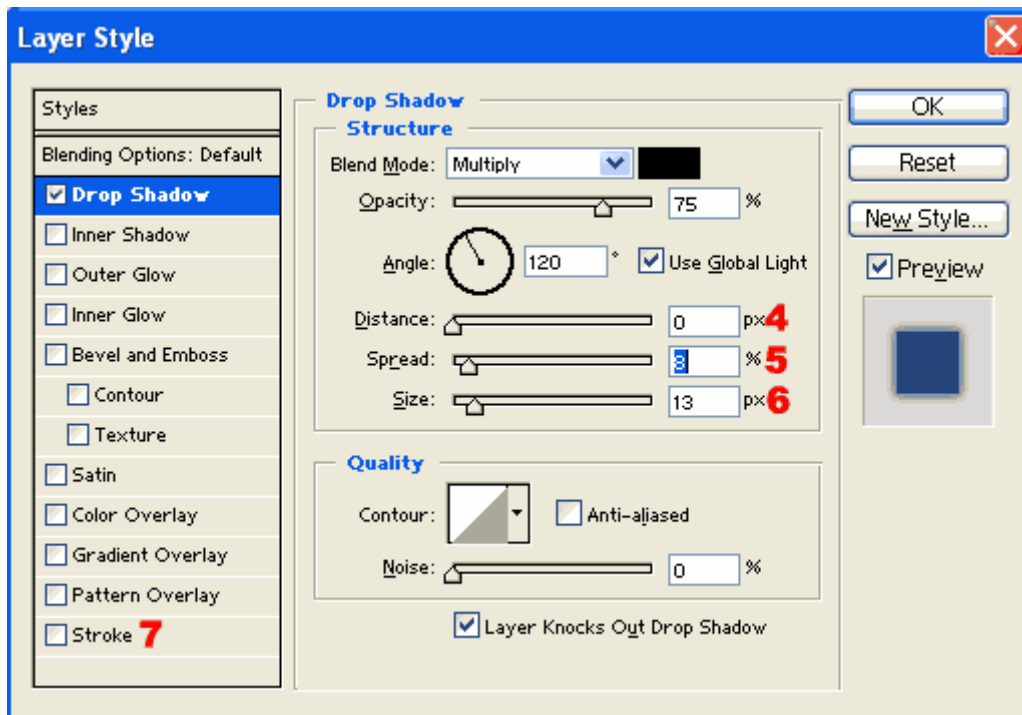 Layer Style
Styles
Blending Options: Default
Drop Shadow
Inner Shadow
Outer Glow
Inner Glow
Bevel and Emboss
Contour
Texture
Satin
Color Overlay
Gradient Overlay
Pattern Overlay
Stroke 7
Drop Shadow
Structure
Blend Mode: Multiply
Opacity: 75 %
Angle: 120 ° Use Global Light
Distance: 0 px 4
Spread: 3 % 5
Size: 13 px 6
Quality
Contour: Anti-aliased
Noise: 0 %
Layer Knocks Out Drop Shadow
OK
Reset
New Style...
Preview